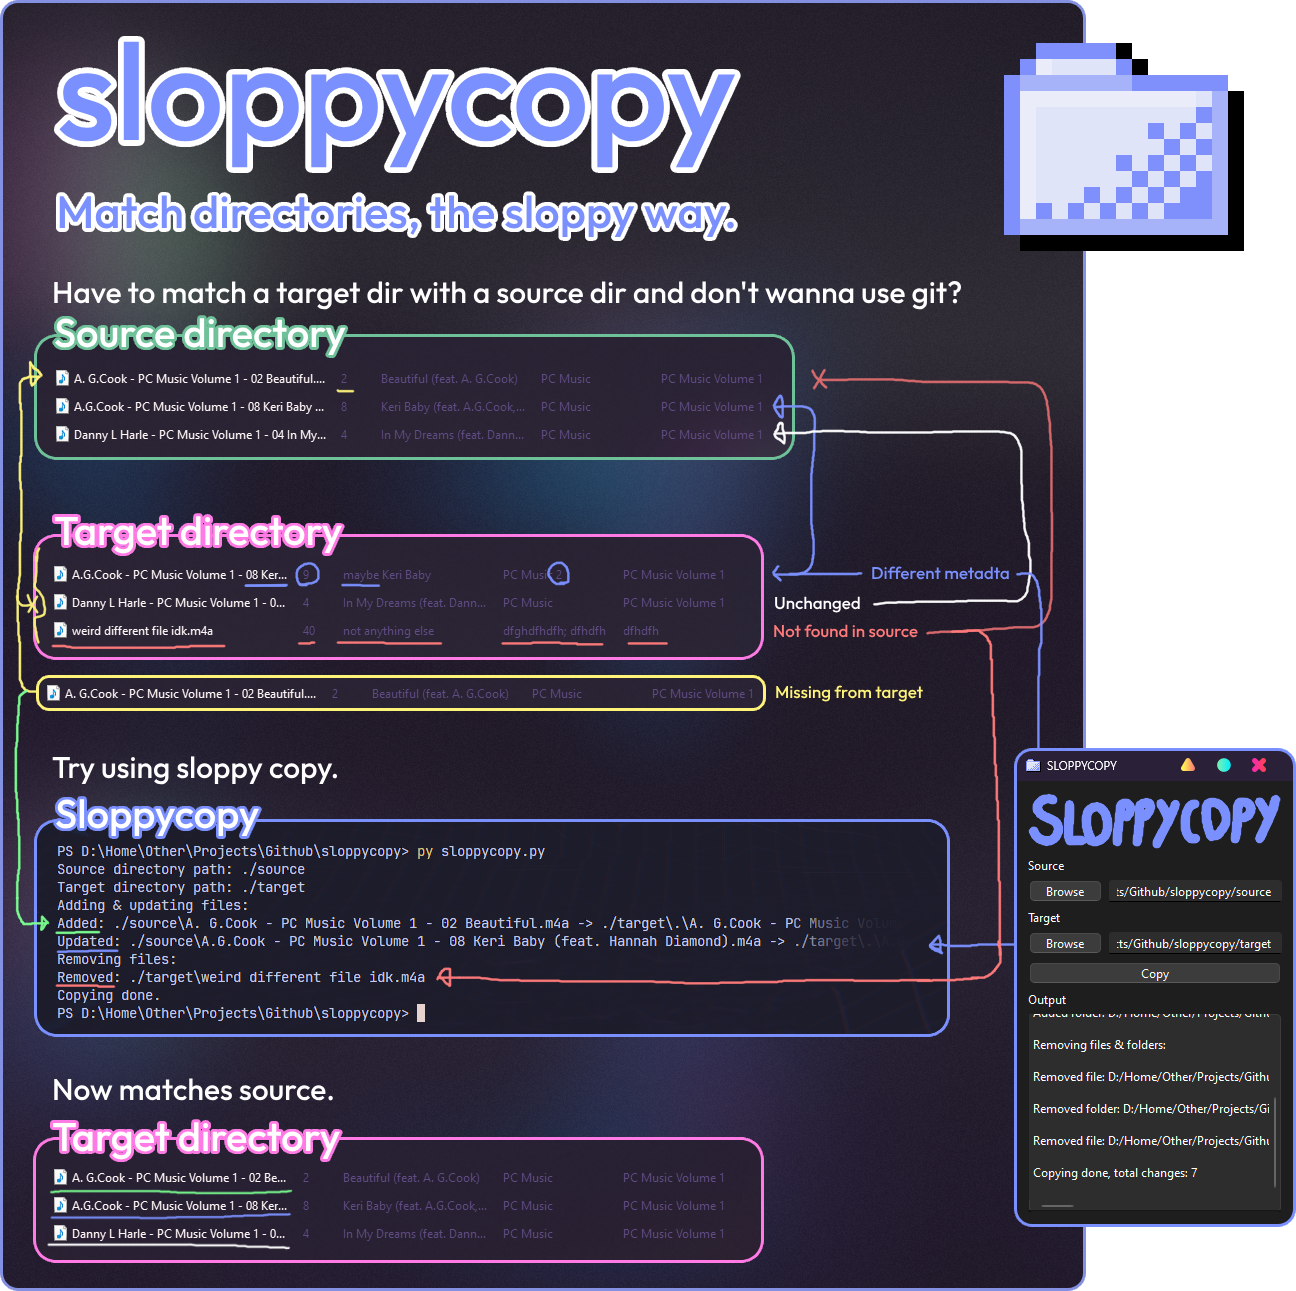 sloppycopy
Match directories, the sloppy way.
Have to match a target dir with a source dir and don't wanna use git?
Source directory
A. G.Cook - PC Music Volume 1 - 02 Beautiful.... 2 Beautiful (feat. A. G.Cook) PC Music PC Music Volume 1
A.G.Cook - PC Music Volume 1 - 08 Keri Baby ... 8 Keri Baby (feat. A.G.Cook,... PC Music PC Music Volume 1
Danny L Harle - PC Music Volume 1 - 04 In My... 4 In My Dreams (feat. Dann... PC Music PC Music Volume 1
Target directory
A.G.Cook - PC Music Volume 1 - 08 Ker... 9 maybe Keri Baby PC Music 2 PC Music Volume 1
Different metadta
Danny L Harle - PC Music Volume 1 - 0... 4 In My Dreams (feat. Dann... PC Music PC Music Volume 1
Unchanged
weird different file idk.m4a 40 not anything else dfghdfhdfh; dfhdfh dfhdfh
Not found in source
A. G.Cook - PC Music Volume 1 - 02 Beautiful.... 2 Beautiful (feat. A. G.Cook) PC Music PC Music Volume 1
Missing from target
Try using sloppy copy.
Sloppycopy
PS D:\Home\Other\Projects\Github\sloppycopy> py sloppycopy.py
Source directory path: ./source
Target directory path: ./target
Adding & updating files:
Added: ./source\A. G.Cook - PC Music Volume 1 - 02 Beautiful.m4a -> ./target\.\A. G.Cook - PC Music Volu
Updated: ./source\A.G.Cook - PC Music Volume 1 - 08 Keri Baby (feat. Hannah Diamond).m4a -> ./target\.\A
Removing files:
Removed: ./target\weird different file idk.m4a
Copying done.
PS D:\Home\Other\Projects\Github\sloppycopy>
SLOPPYCOPY
SLOPPYCOPY
Source
Browse :s/Github/sloppycopy/source
Target
Browse :ts/Github/sloppycopy/target
Copy
Output
Added folder: D:/Home/Other/Projects/Githu
Removing files & folders:
Removed file: D:/Home/Other/Projects/Githu
Removed folder: D:/Home/Other/Projects/Gi
Removed file: D:/Home/Other/Projects/Githu
Copying done, total changes: 7
Now matches source.
Target directory
A. G.Cook - PC Music Volume 1 - 02 Be... 2 Beautiful (feat. A. G.Cook) PC Music PC Music Volume 1
A.G.Cook - PC Music Volume 1 - 08 Ker... 8 Keri Baby (feat. A.G.Cook,... PC Music PC Music Volume 1
Danny L Harle - PC Music Volume 1 - 0... 4 In My Dreams (feat. Dann... PC Music PC Music Volume 1